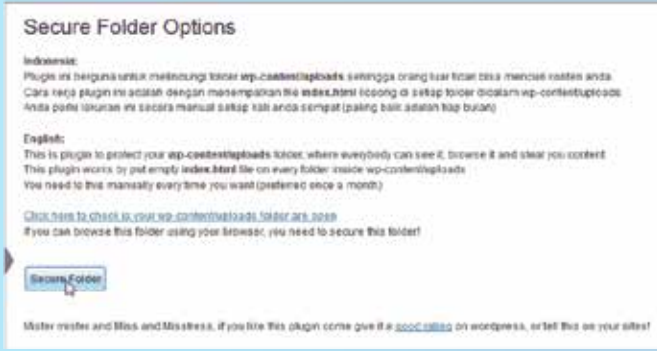 Secure Folder Options
Indonesia:
Plugin ini berguna untuk melindungi folder wp-content/uploads sehingga orang luar tidak bisa mencuri konten anda
Cara kerja plugin ini adalah dengan menempatkan file index.html kosong di setiap folder didalam wp-content/uploads
Anda perlu lakukan ini secara manual setiap kali anda sempat (paling baik adalah tiap bulan)
English:
This is plugin to protect your wp-content/uploads folder, where everybody can see it, browse it and steal you content
This plugin works by put empty index.html file on every folder inside wp-content/uploads
You need to this manually every time you want (preferred once a month)
Click here to check is your wp-content/uploads folder are open
If you can browse this folder using your browser, you need to secure this folder!
Secure Folder
Mister mister and Miss and Misstress, if you like this plugin come give it a good rating on wordpress, or tell this on your sites!